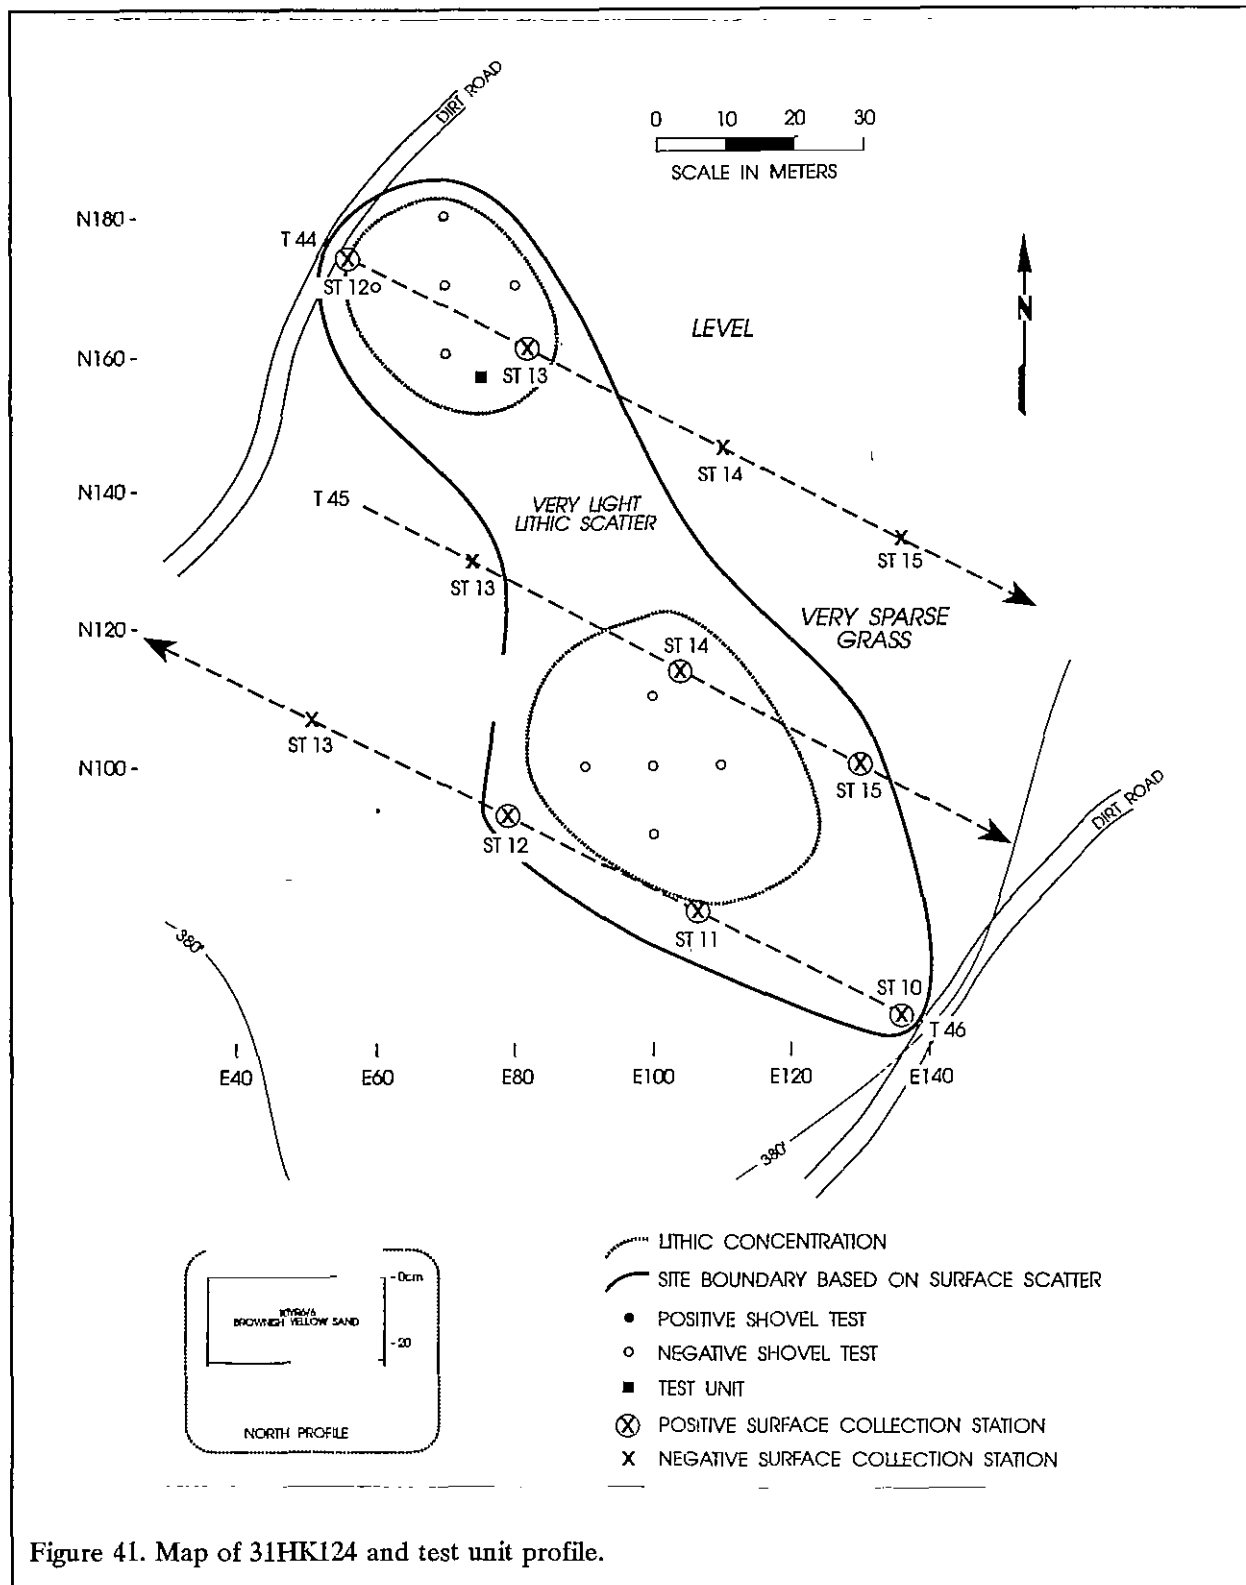 DIRT ROAD
0 10 20 30
SCALE IN METERS
N180 -
T 44
ST 12
N
LEVEL
N160 -
ST 13
ST 14
N140 -
T 45
VERY LIGHT
LITHIC SCATTER
ST 15
ST 13
N120 -
VERY SPARSE
GRASS
ST 14
ST 13
N100 -
ST 15
DIRT ROAD
ST 12
ST 11
380'
ST 10
T 46
E40 E60 E80 E100 E120 E140
380'
LITHIC CONCENTRATION
SITE BOUNDARY BASED ON SURFACE SCATTER
POSITIVE SHOVEL TEST
NEGATIVE SHOVEL TEST
TEST UNIT
POSITIVE SURFACE COLLECTION STATION
NEGATIVE SURFACE COLLECTION STATION
-0cm
10YR6/6
BROWNISH YELLOW SAND
-20
NORTH PROFILE
Figure 41. Map of 31HK124 and test unit profile.